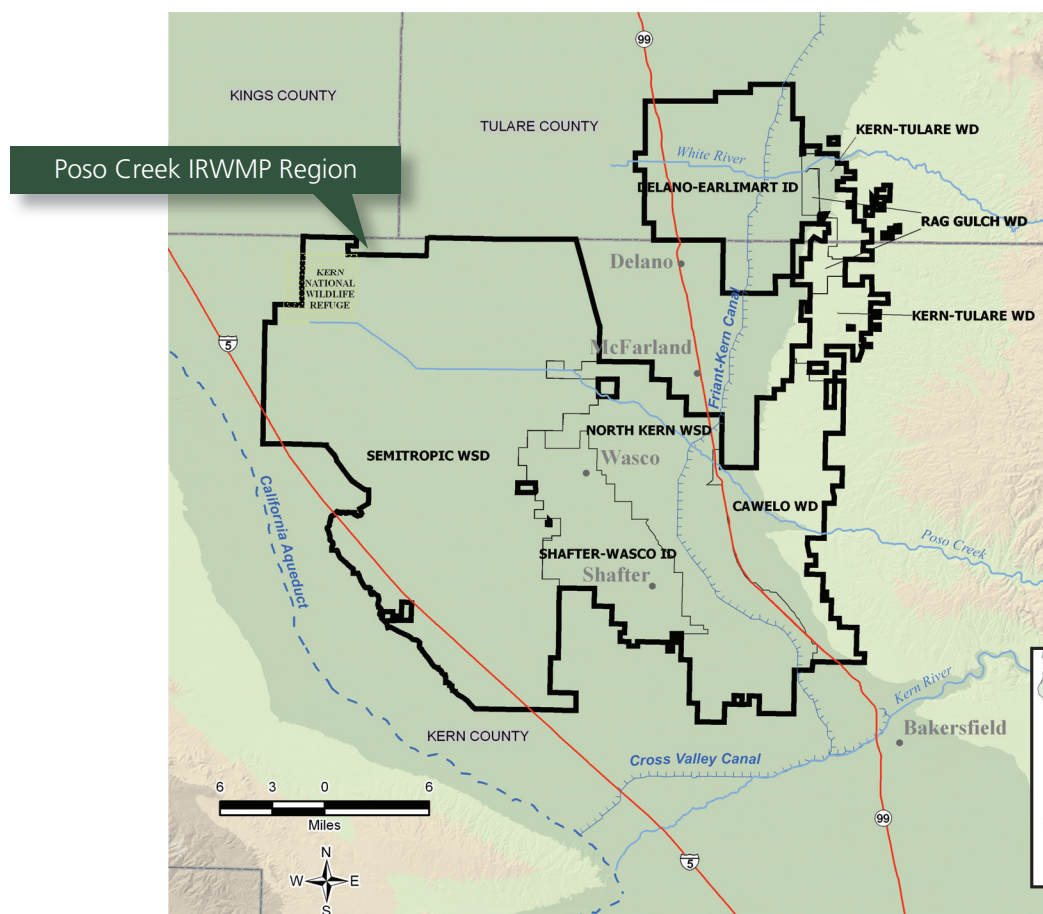 99
KINGS COUNTY
TULARE COUNTY
KERN-TULARE WD
Poso Creek IRWMP Region
White River
DELANO-EARLIMART ID
RAG GULCH WD
Delano
KERN
NATIONAL
WILDLIFE
REFUGE
KERN-TULARE WD
5
Friant-Kern Canal
McFarland
NORTH KERN WSD
SEMITROPIC WSD
Wasco
California Aqueduct
CAWELO WD
Poso Creek
SHAFTER-WASCO ID
Shafter
Kern River
KERN COUNTY
Bakersfield
Cross Valley Canal
6 3 0 6
Miles
99
N
W E
S
5